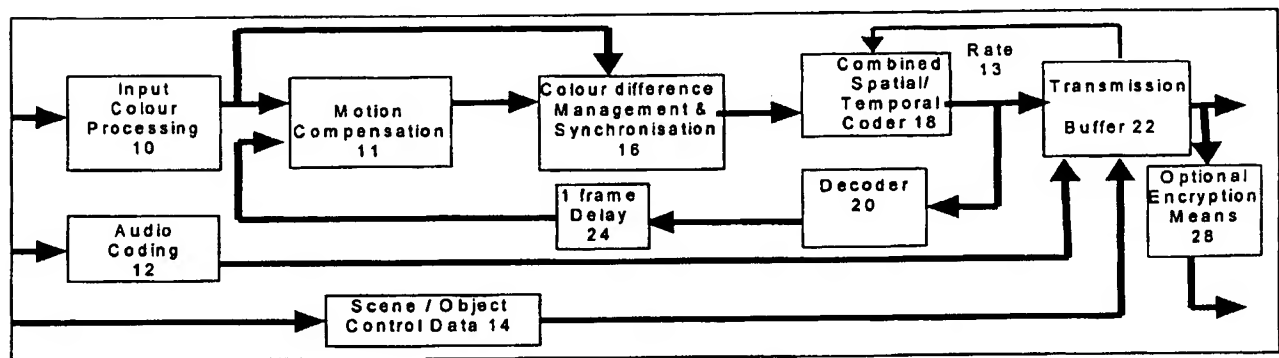 Input
Colour
Processing
10
Motion
Compensation
11
Colour difference
Management &
Synchronisation
16
Combined
Spatial/
Temporal
Coder 18
Rate
13
Transmission
Buffer 22
Optional
Encryption
Means
28
Decoder
20
1 frame
Delay
24
Audio
Coding
12
Scene / Object
Control Data 14